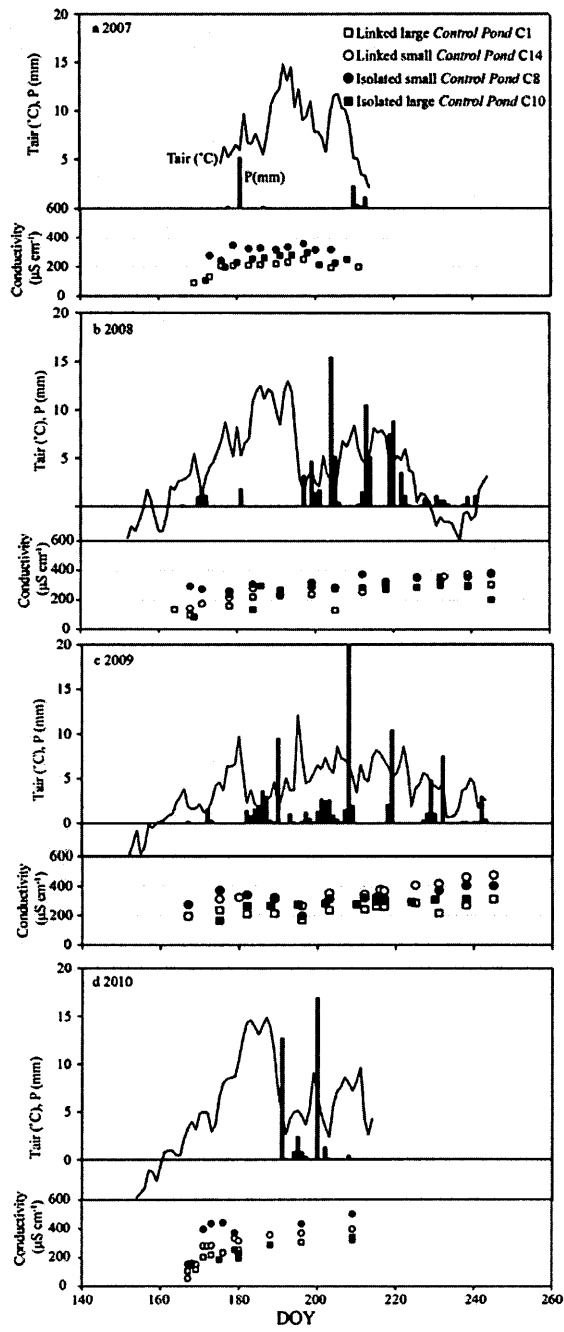 20
a 2007
Linked large Control Pond C1
Linked small Control Pond C14
Isolated small Control Pond C8
Isolated large Control Pond C10
15
10
5
Tair (˚C), P (mm)
Tair (˚C)
P(mm)
600
400
200
0
Conductivity
(µS cm⁻¹)
20
b 2008
15
10
5
Tair (˚C), P (mm)
600
400
200
0
Conductivity
(µS cm⁻¹)
20
c 2009
15
10
5
0
Tair (˚C), P (mm)
600
400
200
0
Conductivity
(µS cm⁻¹)
20
d 2010
15
10
5
0
Tair (˚C), P (mm)
600
400
200
0
Conductivity
(µS cm⁻¹)
140 160 180 200 220 240 260
DOY